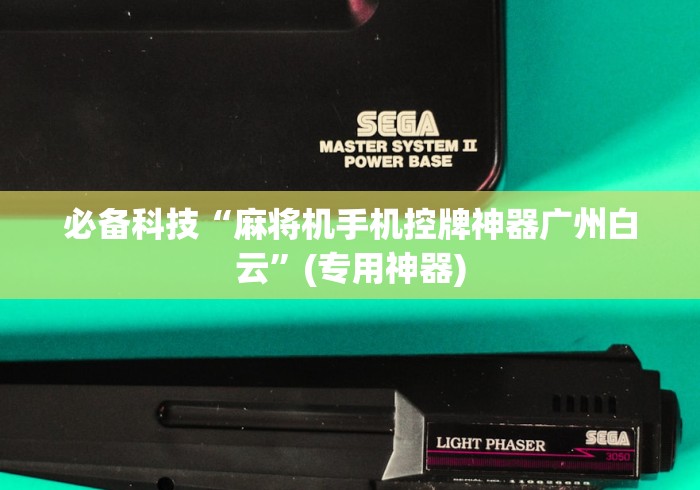 SEGA
MASTER SYSTEM II
POWER BASE
必备科技“麻将机手机控牌神器广州白
云”(专用神器)
LIGHT PHASER
SEGA
3050